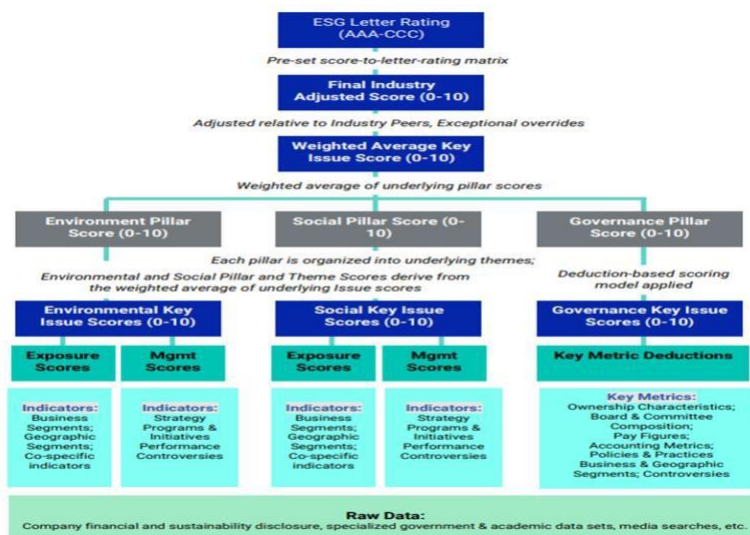 ESG Letter Rating
(AAA-CCC)
Pre-set score-to-letter-rating matrix
Final Industry
Adjusted Score (0-10)
Adjusted relative to Industry Peers, Exceptional overrides
Weighted Average Key
Issue Score (0-10)
Weighted average of underlying pillar scores
Environment Pillar
Score (0-10)
Social Pillar Score (0-
10)
Governance Pillar
Score (0-10)
Each pillar is organized into underlying themes;
Environmental and Social Pillar and Theme Scores derive from
the weighted average of underlying Issue scores
Deduction-based scoring
model applied
Environmental Key
Issue Scores (0-10)
Social Key Issue
Scores (0-10)
Governance Key Issue
Scores (0-10)
Exposure
Scores
Mgmt
Scores
Exposure
Scores
Mgmt
Scores
Key Metric Deductions
Indicators:
Business
Segments;
Geographic
Segments;
Co-specific
indicators
Indicators:
Strategy
Programs &
Initiatives
Performance
Controversies
Indicators:
Business
Segments;
Geographic
Segments;
Co-specific
indicators
Indicators:
Strategy
Programs &
Initiatives
Performance
Controversies
Key Metrics:
Ownership Characteristics;
Board & Committee
Composition;
Pay Figures;
Accounting Metrics;
Policies & Practices
Business & Geographic
Segments; Controversies
Raw Data:
Company financial and sustainability disclosure, specialized government & academic data sets, media searches, etc.